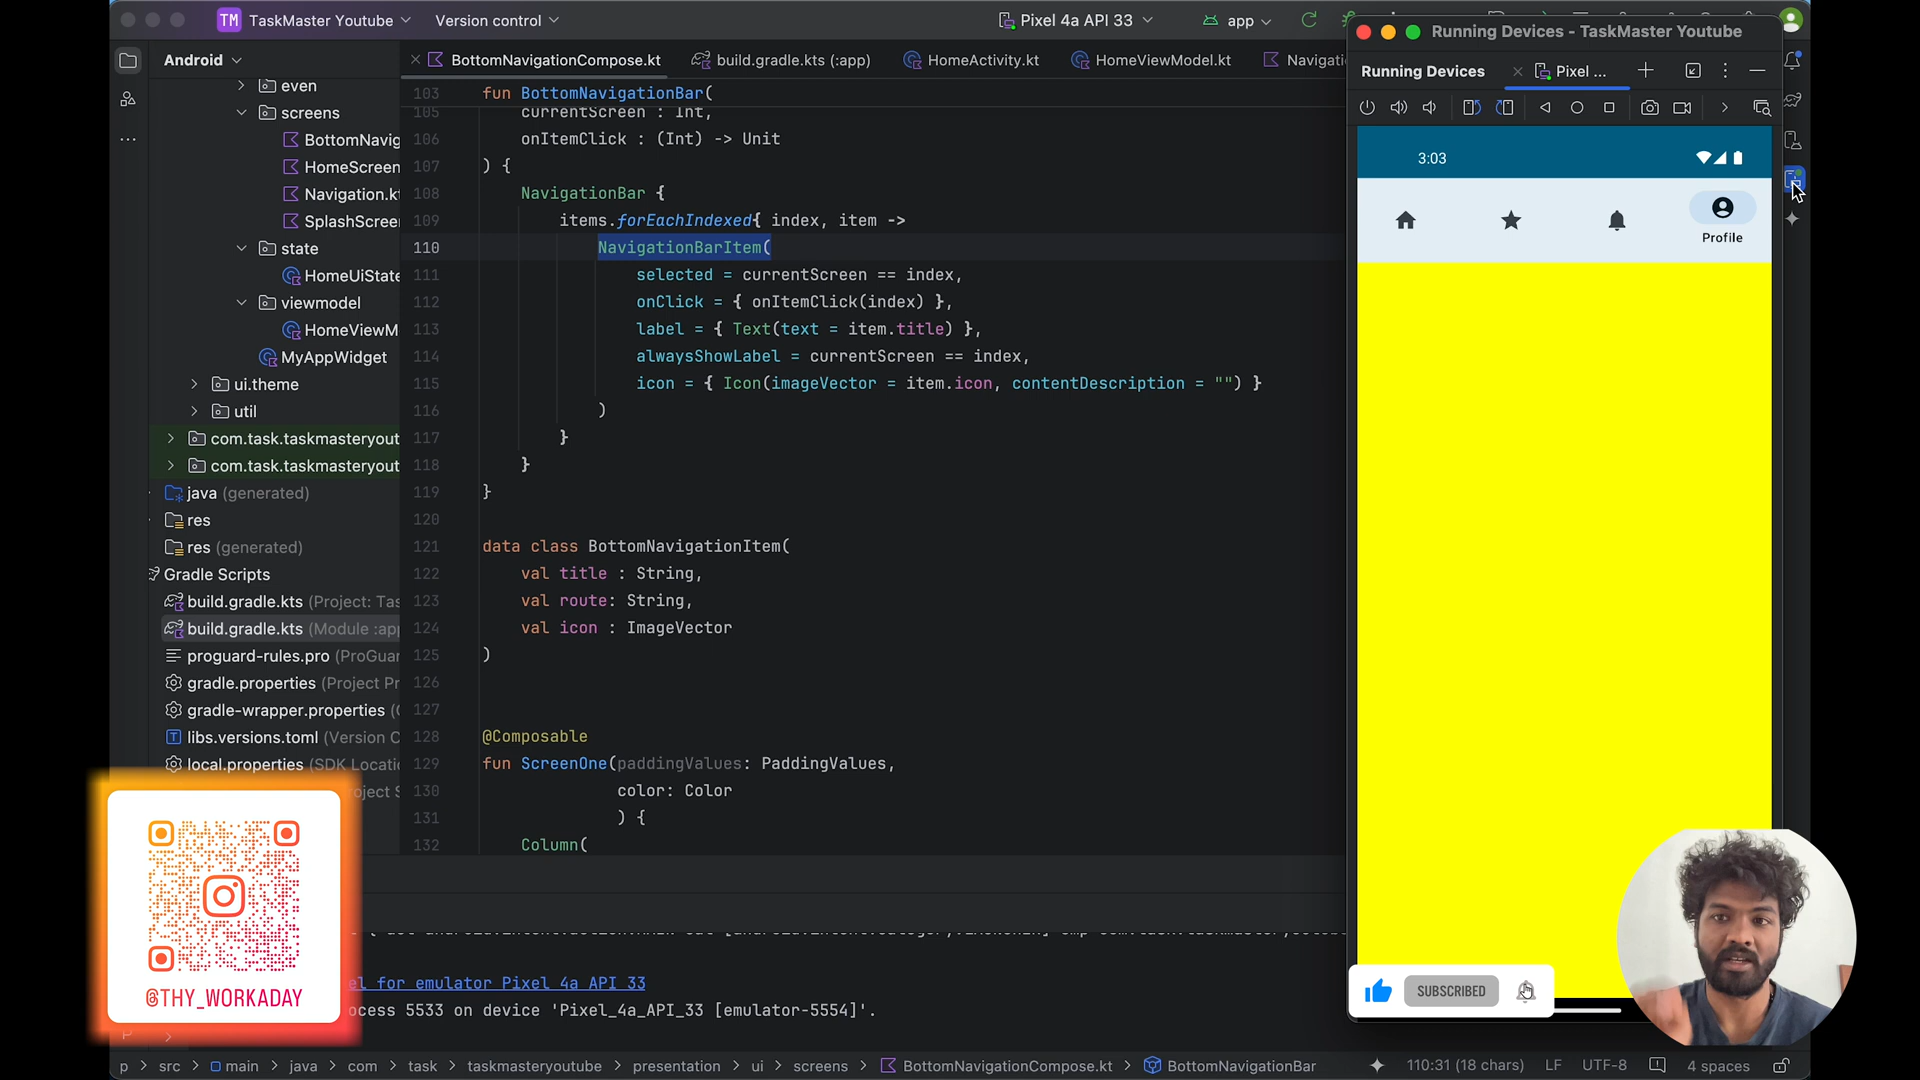 TM TaskMaster Youtube
Version control
Pixel 4a API 33
app
Android
BottomNavigationCompose.kt
build.gradle.kts (:app)
HomeActivity.kt
HomeViewModel.kt
even
screens
BottomNavig
HomeScreen
Navigation.kt
SplashScree
state
HomeUiState
viewmodel
HomeViewM
MyAppWidget
ui.theme
util
com.task.taskmasteryout
com.task.taskmasteryout
java (generated)
res
res (generated)
Gradle Scripts
build.gradle.kts (Project: Tas
build.gradle.kts (Module :app
proguard-rules.pro (ProGuar
gradle.properties (Project Pr
gradle-wrapper.properties (
libs.versions.toml (Version C
local.properties (SDK Locatio
oject S
103 fun BottomNavigationBar(
105 currentScreen : Int,
106 onItemClick : (Int) -> Unit
107 ) {
108 NavigationBar {
109 items.forEachIndexed{ index, item ->
110 NavigationBarItem(
111 selected = currentScreen == index,
112 onClick = { onItemClick(index) },
113 label = { Text(text = item.title) },
114 alwaysShowLabel = currentScreen == index,
115 icon = { Icon(imageVector = item.icon, contentDescription = "") }
116 )
117 }
118 }
119 }
120
121 data class BottomNavigationItem(
122 val title : String,
123 val route: String,
124 val icon : ImageVector
125 )
126
127
128 @Composable
129 fun ScreenOne(paddingValues: PaddingValues,
130 color: Color
131 ) {
132 Column(
Running Devices - TaskMaster Youtube
Running Devices
Pixel ...
3:03
Profile
@THY_WORKADAY
el for emulator Pixel 4a API 33
ocess 5533 on device 'Pixel_4a_API_33 [emulator-5554]'.
SUBSCRIBED
p > src > main > java > com > task > taskmasteryoutube > presentation > ui > screens > BottomNavigationCompose.kt > BottomNavigationBar
110:31 (18 chars)
LF
UTF-8
4 spaces